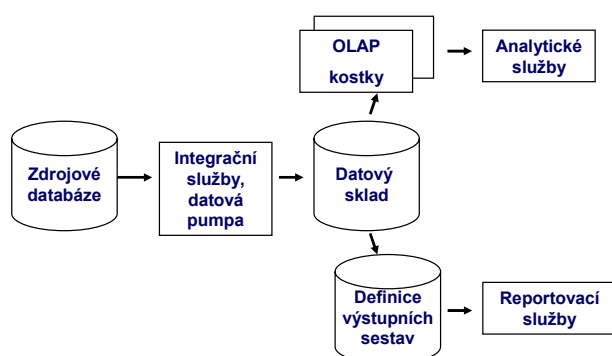 OLAP
kostky
Analytické
služby
Zdrojové
databáze
Integrační
služby,
datová
pumpa
Datový
sklad
Definice
výstupních
sestav
Reportovací
služby